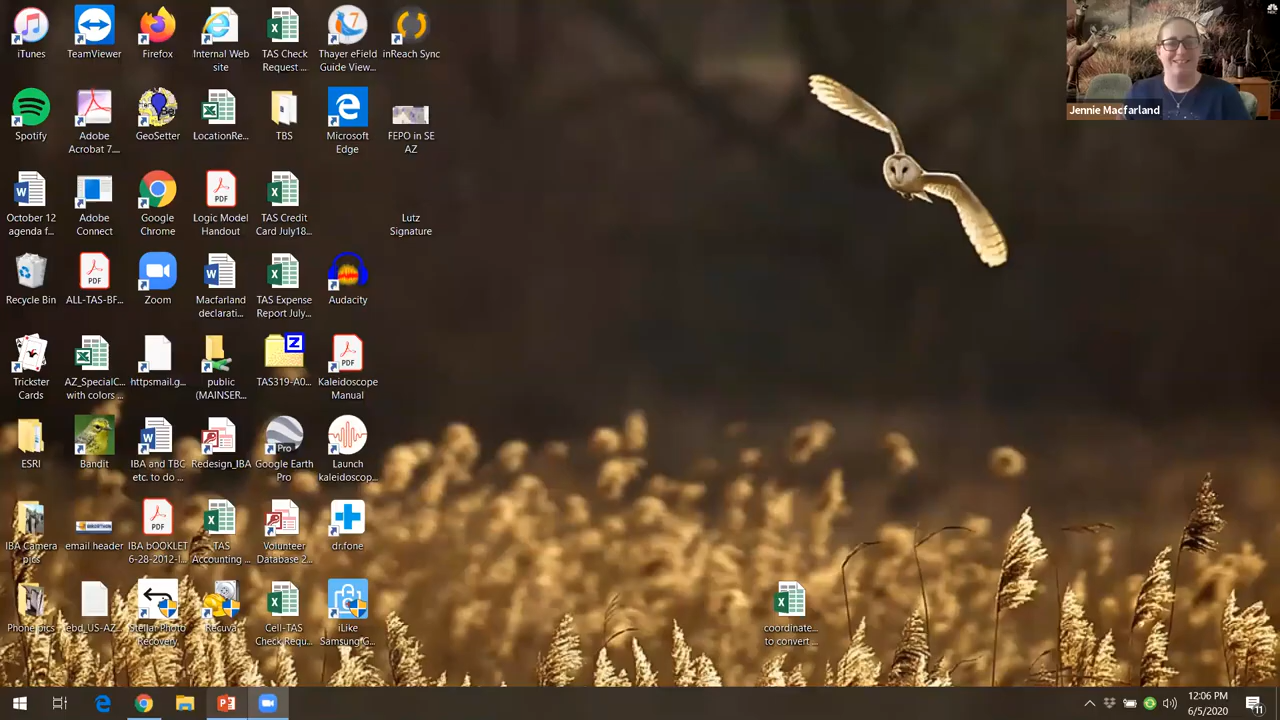 iTunes
TeamViewer
Firefox
Internal Web
site
TAS Check
Request ...
Thayer eField
Guide View...
inReach Sync
Jennie Macfarland
Spotify
Adobe
Acrobat 7....
GeoSetter
LocationRe...
TBS
Microsoft
Edge
FEPO in SE
AZ
October 12
agenda f...
Adobe
Connect
Google
Chrome
Logic Model
Handout
TAS Credit
Card July18...
Lutz
Signature
Recycle Bin
ALL-TAS-BF...
Zoom
Macfarland
declarati...
TAS Expense
Report July...
Audacity
Trickster
Cards
AZ_SpecialC...
with colors ...
httpsmail.g...
public
(MAINSER...
TAS319-A0...
Kaleidoscope
Manual
ESRI
Bandit
IBA and TBC
etc. to do ...
Redesign_IBA
Google Earth
Pro
Launch
kaleidoscop...
IBA Camera
pics
email header
IBA bOOKLET
6-28-2012-I...
TAS
Accounting ...
Volunteer
Database 2...
dr.fone
Phone pics
ebd_US-AZ...
Stellar Photo
Recovery
Recuva
Cell-TAS
Check Requ...
iLike
Samsung G...
coordinate...
to convert ...
12:06 PM
6/5/2020
11